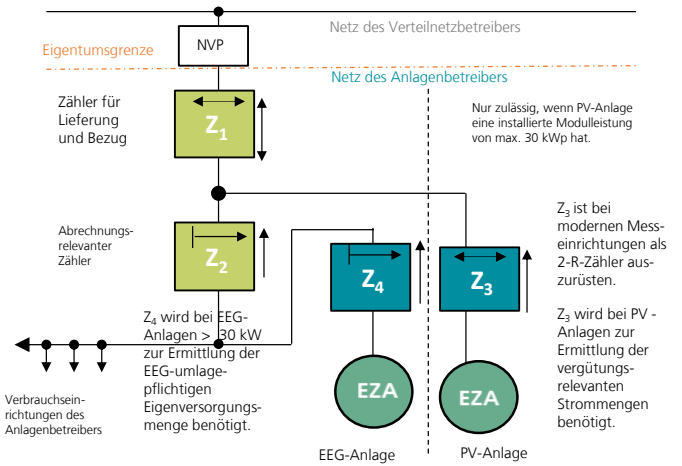 Netz des Verteilnetzbetreibers
NVP
Eigentumsgrenze
Netz des Anlagenbetreibers
Zähler für
Lieferung
und Bezug
Z1
Nur zulässig, wenn PV-Anlage
eine installierte Modulleistung
von max. 30 kWp hat.
Abrechnungs-
relevanter
Zähler
Z2
Z4
Z3
Z3 ist bei
modernen Mess-
einrichtungen als
2-R-Zähler aus-
zurüsten.
Z4 wird bei EEG-
Anlagen > 30 kW
zur Ermittlung der
EEG-umlage-
pflichtigen
Eigenversorgungs-
menge benötigt.
Z3 wird bei PV -
Anlagen zur
Ermittlung der
vergütungs-
relevanten
Strommengen
benötigt.
Verbrauchsein-
richtungen des
Anlagenbetreibers
EZA
EZA
EEG-Anlage
PV-Anlage